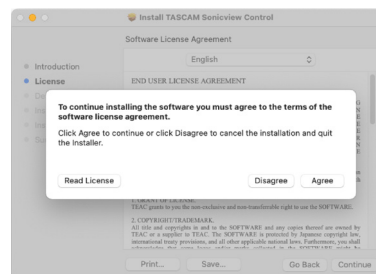 Install TASCAM Sonicview Control
Software License Agreement
English
Introduction
License
END USER LICENSE AGREEMENT
To continue installing the software you must agree to the terms of the
software license agreement.
Click Agree to continue or click Disagree to cancel the installation and quit
the Installer.
Read License
Disagree
Agree
1. GRANT OF LICENSE.
TEAC grants to you the non-exclusive and non-transferable right to use the SOFTWARE.
2. COPYRIGHT/TRADEMARK.
All title and copyrights in and to the SOFTWARE and any copies thereof are owned by
TEAC or a supplier to TEAC. The SOFTWARE is protected by Japanese copyright law,
international treaty provisions, and all other applicable national laws. Furthermore, you shall
Print...
Save...
Go Back
Continue